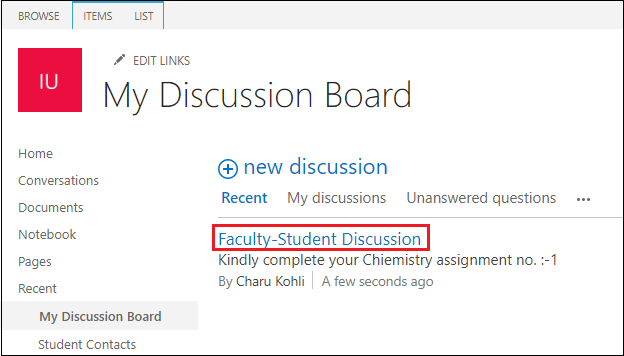 BROWSE ITEMS LIST
IU
EDIT LINKS
My Discussion Board
Home
Conversations
Documents
Notebook
Pages
Recent
My Discussion Board
Student Contacts
new discussion
Recent My discussions Unanswered questions ...
Faculty-Student Discussion
Kindly complete your Chiemistry assignment no. :-1
By Charu Kohli A few seconds ago